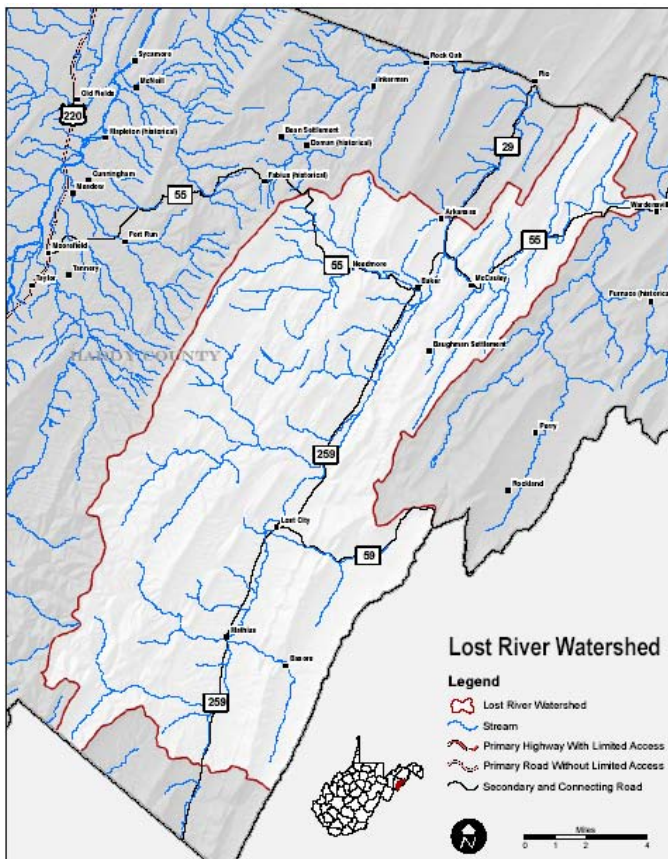 Sycamore
Rock Oak
Rio
McNeill
Inkerman
Old Fields
220
Mapleton (historical)
Bean Settlement
Doman (historical)
29
Cunningham
Fabius (historical)
Meadow
55
Arkansas
Wardensville
Fort Run
Moorefield
55
Needmore
55
Tannery
Taylor
Baker
McCauley
Furnace (historical)
HARDY COUNTY
Baughman Settlement
Perry
259
Rockland
Lost City
59
Mathias
Basore
259
Lost River Watershed
Legend
Lost River Watershed
Stream
Primary Highway With Limited Access
Primary Road Without Limited Access
Secondary and Connecting Road
Miles
0 1 2 4